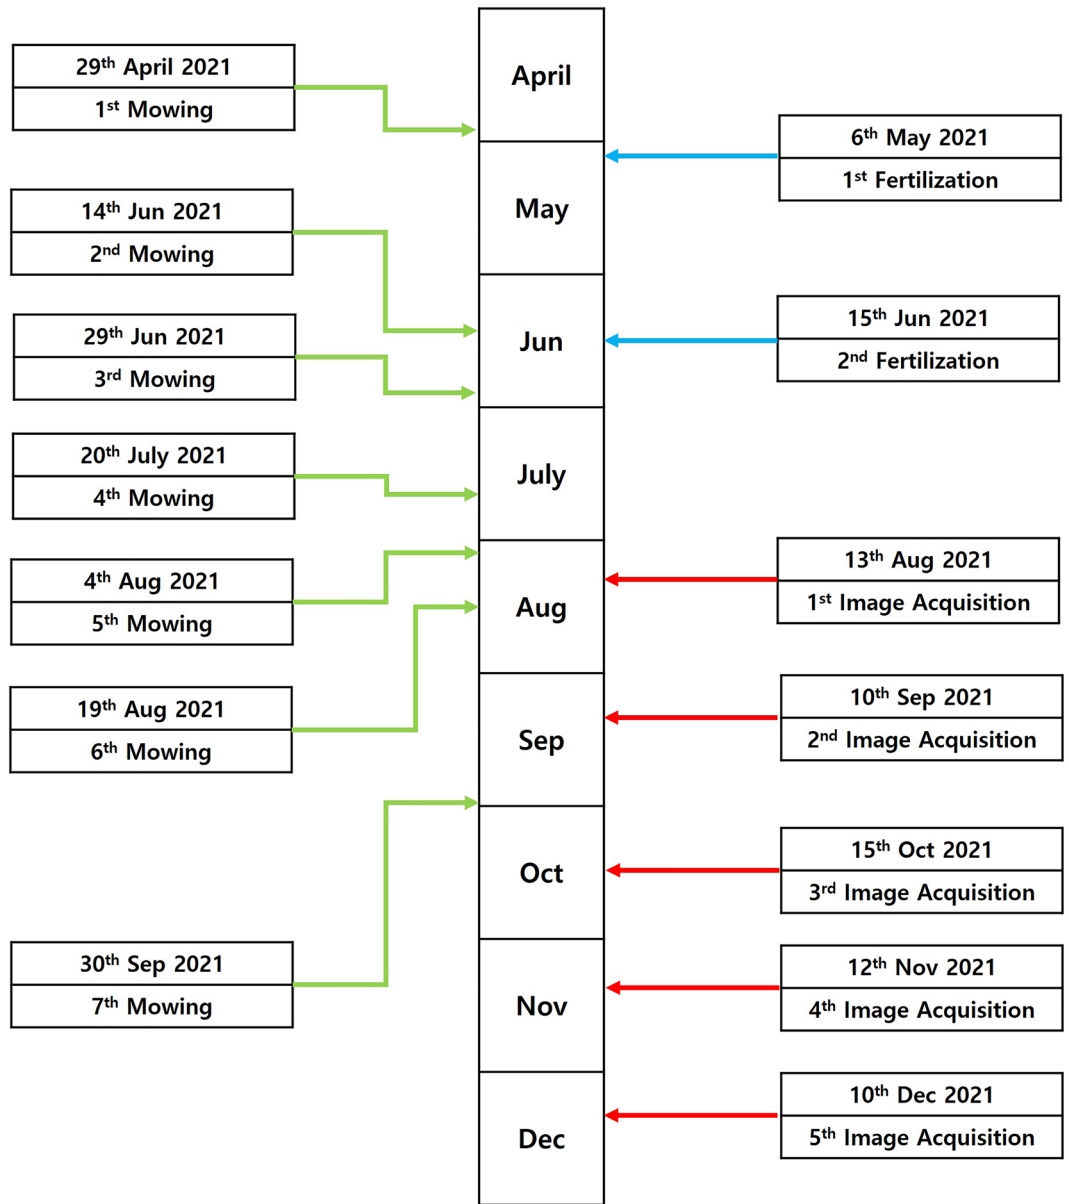 29th April 2021
1st Mowing
14th Jun 2021
2nd Mowing
29th Jun 2021
3rd Mowing
20th July 2021
4th Mowing
4th Aug 2021
5th Mowing
19th Aug 2021
6th Mowing
30th Sep 2021
7th Mowing
April
May
Jun
July
Aug
Sep
Oct
Nov
Dec
6th May 2021
1st Fertilization
15th Jun 2021
2nd Fertilization
13th Aug 2021
1st Image Acquisition
10th Sep 2021
2nd Image Acquisition
15th Oct 2021
3rd Image Acquisition
12th Nov 2021
4th Image Acquisition
10th Dec 2021
5th Image Acquisition